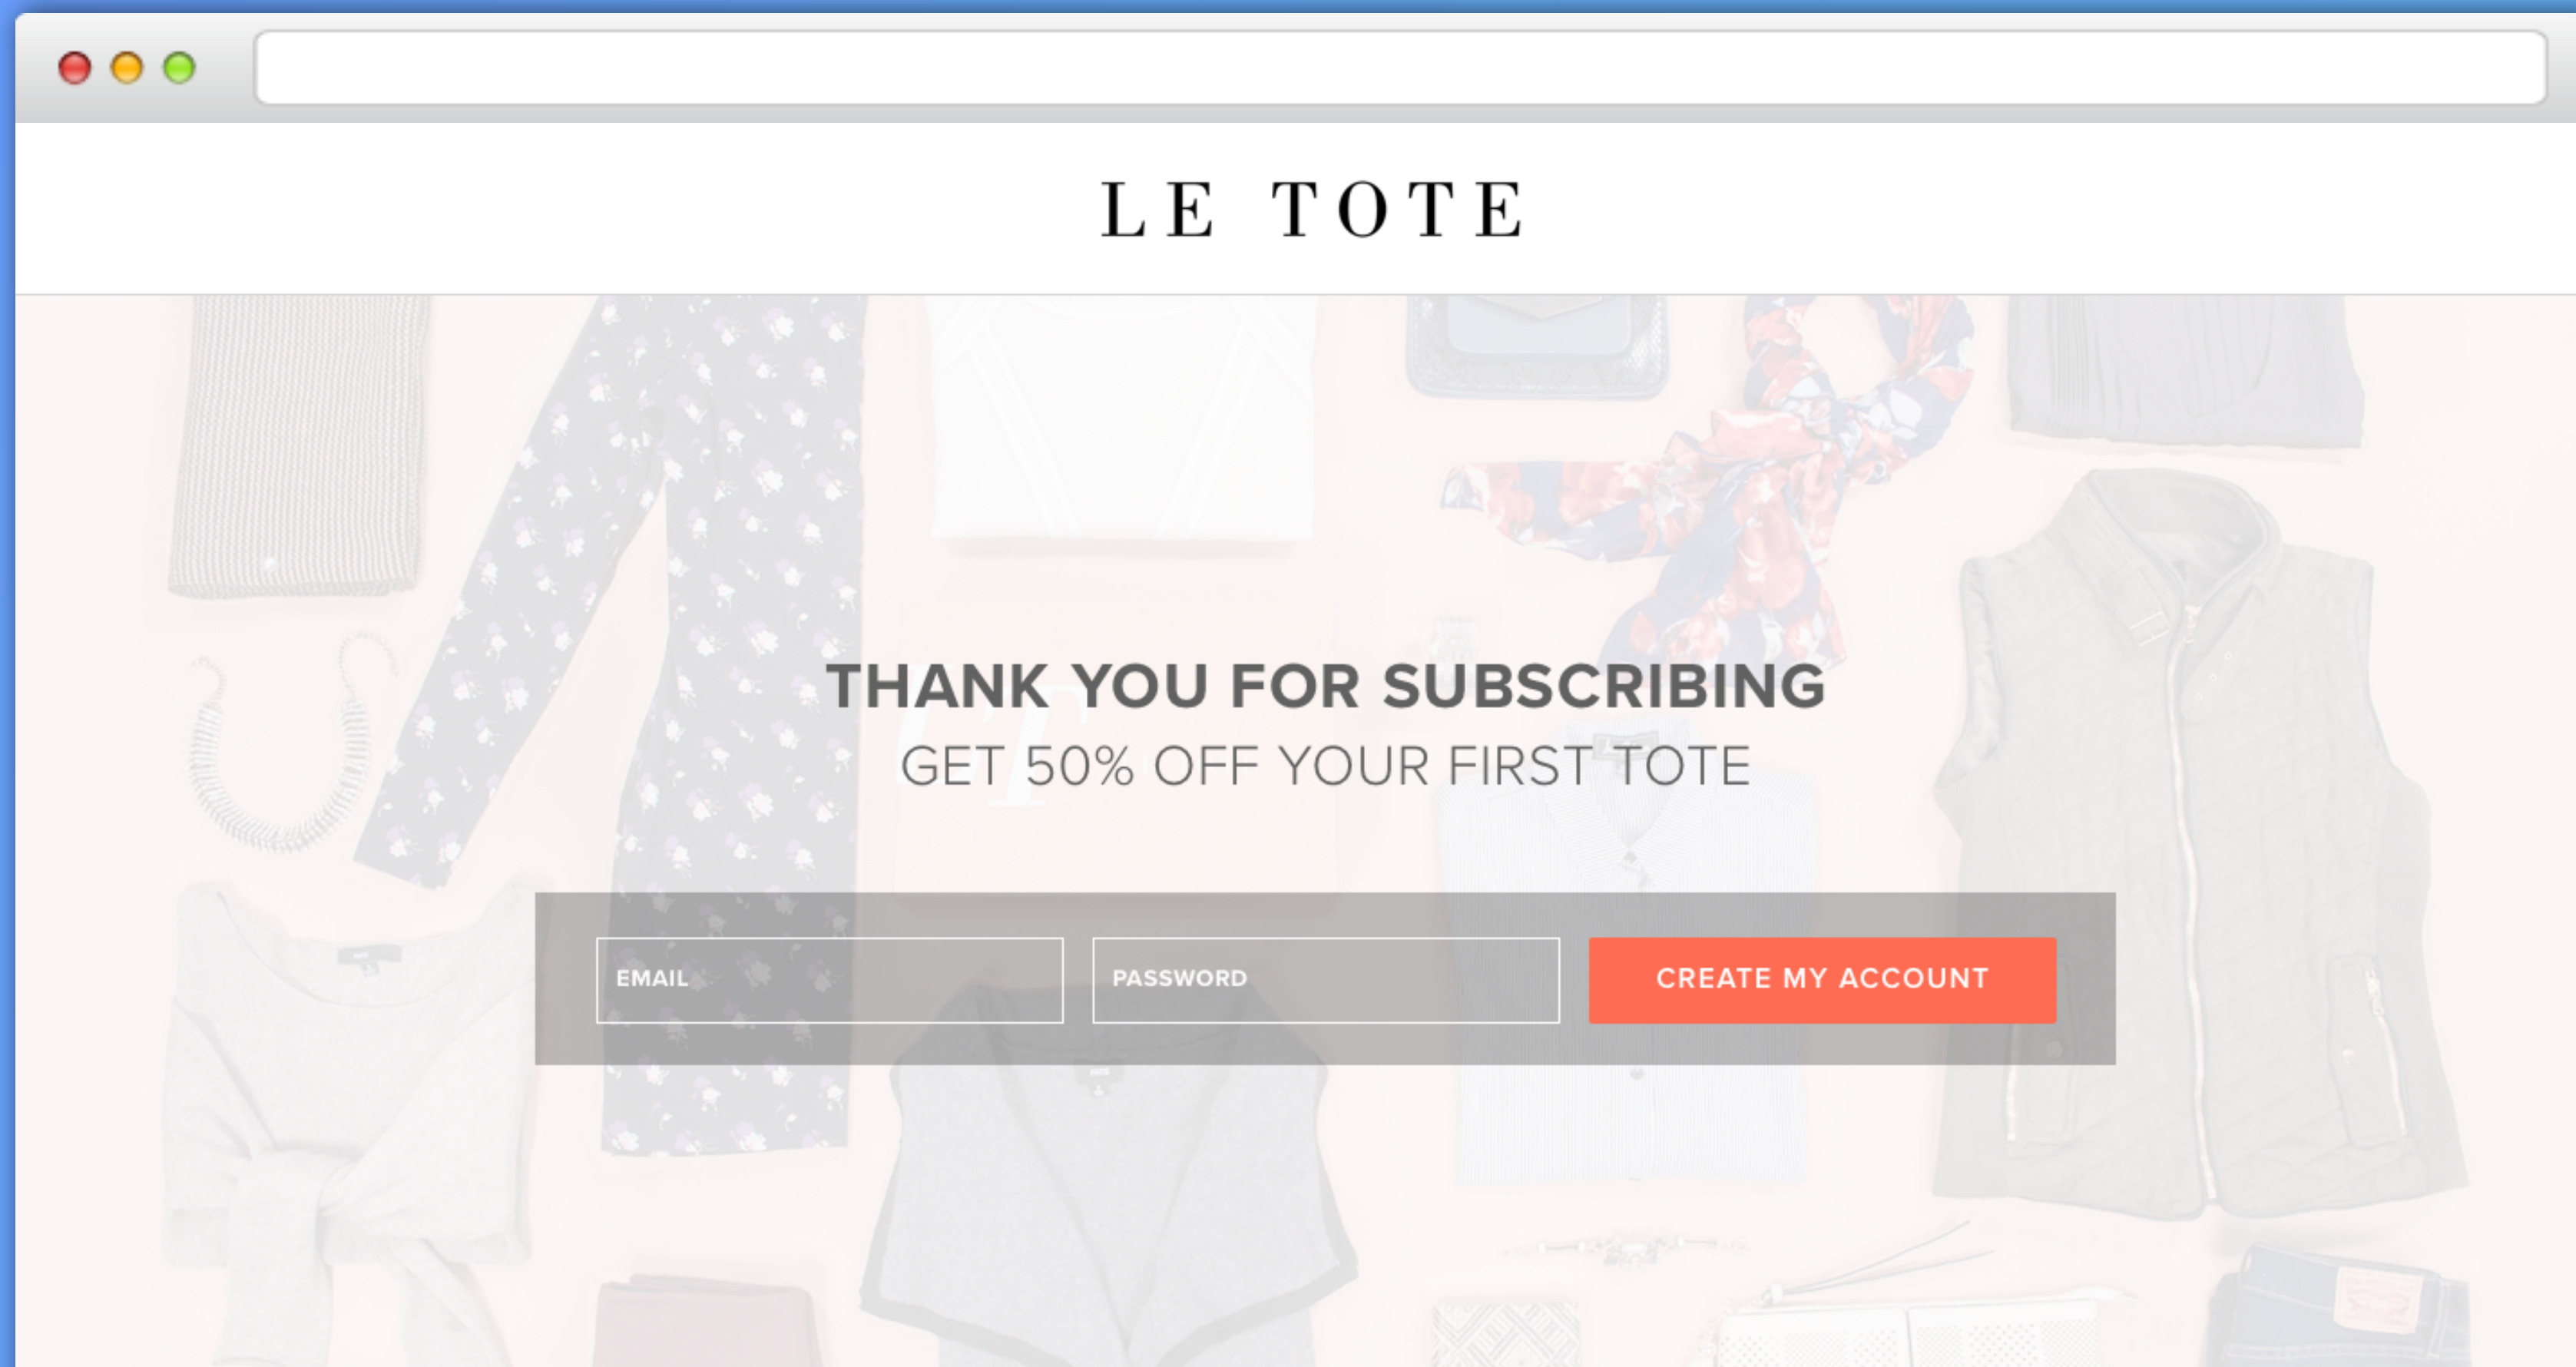 LE TOTE
THANK YOU FOR SUBSCRIBING
GET 50% OFF YOUR FIRST TOTE
EMAIL
PASSWORD
CREATE MY ACCOUNT